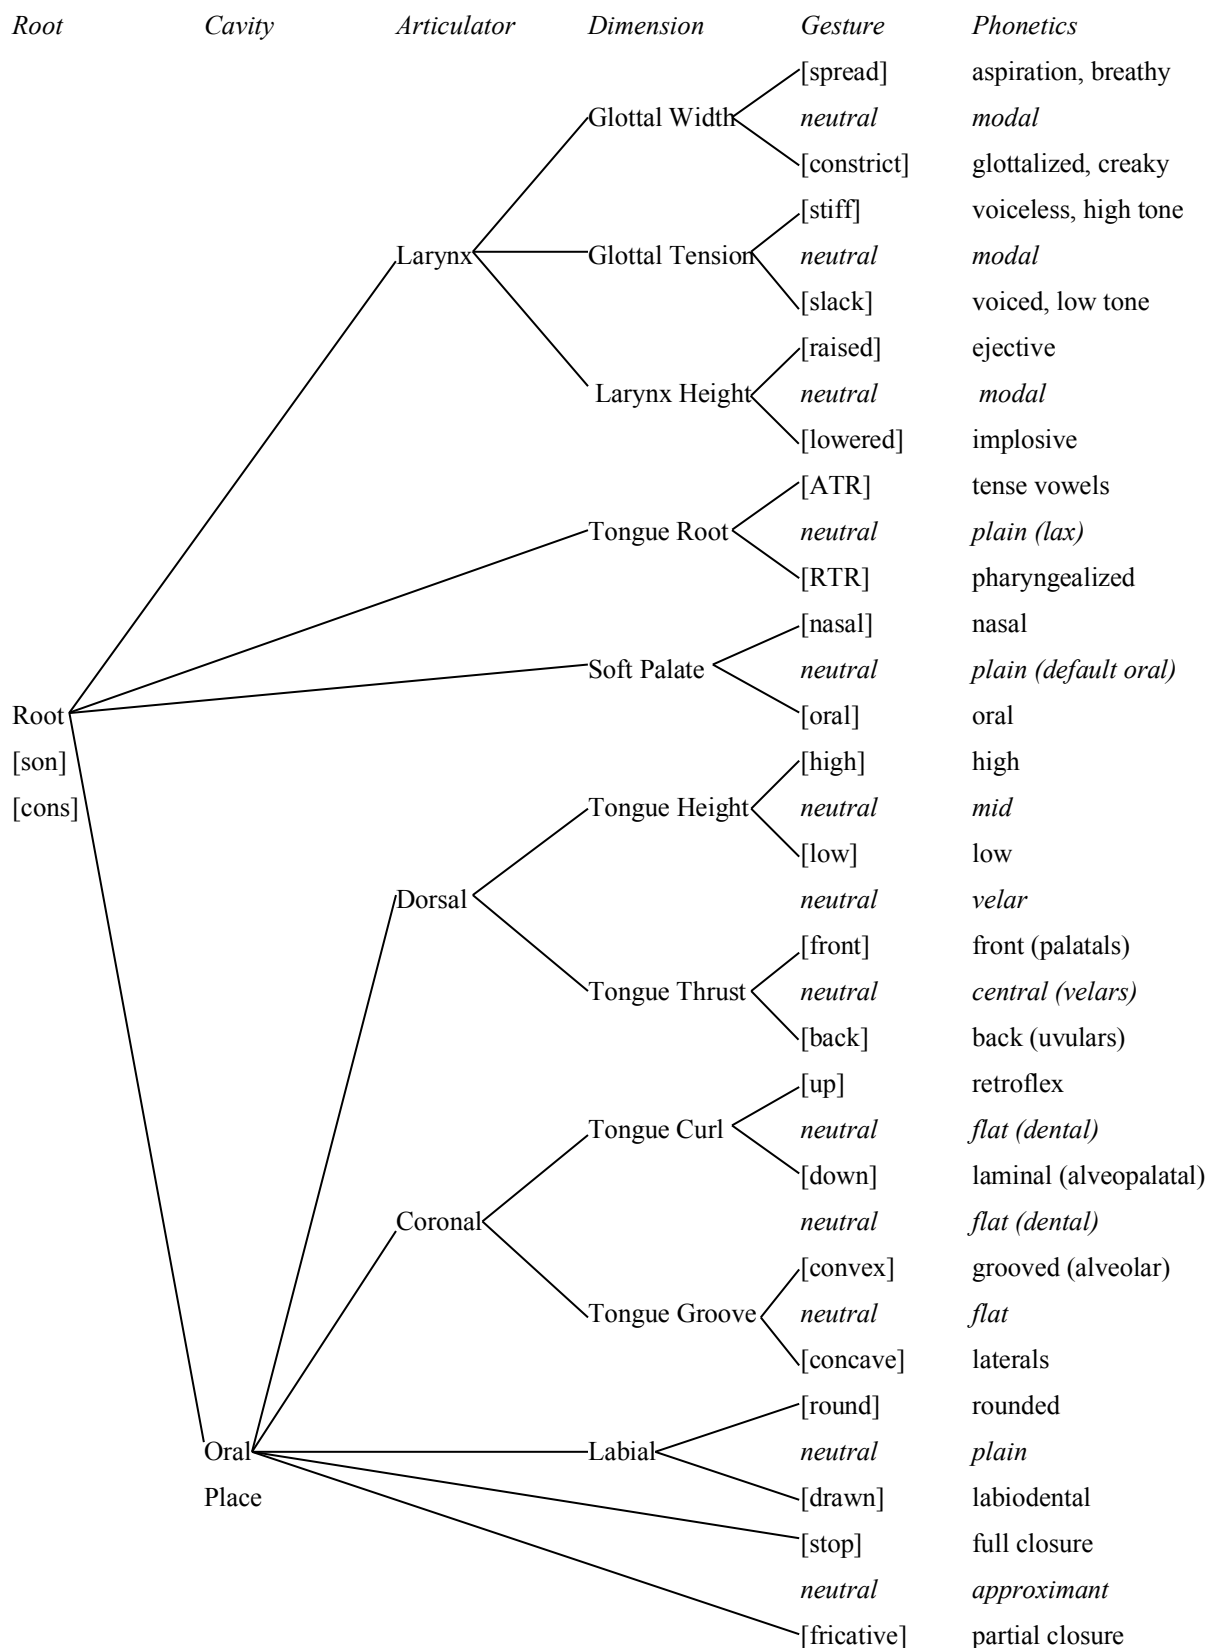 Root Cavity Articulator Dimension Gesture Phonetics
[spread] aspiration, breathy
Glottal Width neutral modal
[constrict] glottalized, creaky
[stiff] voiceless, high tone
Larynx Glottal Tension neutral modal
[slack] voiced, low tone
[raised] ejective
Larynx Height neutral modal
[lowered] implosive
[ATR] tense vowels
Tongue Root neutral plain (lax)
[RTR] pharyngealized
[nasal] nasal
Soft Palate neutral plain (default oral)
Root [oral] oral
[son] [high] high
[cons] Tongue Height neutral mid
[low] low
Dorsal neutral velar
[front] front (palatals)
Tongue Thrust neutral central (velars)
[back] back (uvulars)
[up] retroflex
Tongue Curl neutral flat (dental)
[down] laminal (alveopalatal)
Coronal neutral flat (dental)
[convex] grooved (alveolar)
Tongue Groove neutral flat
[concave] laterals
[round] rounded
Oral Labial neutral plain
Place [drawn] labiodental
[stop] full closure
neutral approximant
[fricative] partial closure